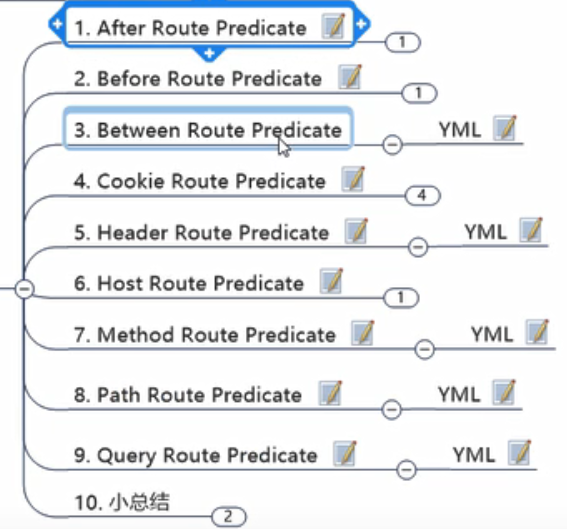 1. After Route Predicate 1
2. Before Route Predicate 1
3. Between Route Predicate YML
4. Cookie Route Predicate 4
5. Header Route Predicate YML
6. Host Route Predicate 1
7. Method Route Predicate YML
8. Path Route Predicate YML
9. Query Route Predicate YML
10. 小总结 2